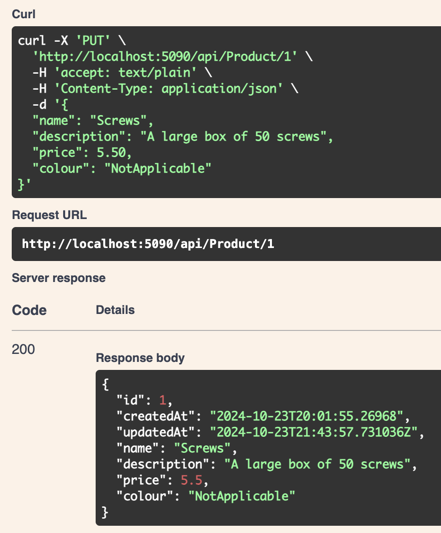 Curl
curl -X 'PUT' \
'http://localhost:5090/api/Product/1' \
-H 'accept: text/plain' \
-H 'Content-Type: application/json' \
-d '{
"name": "Screws",
"description": "A large box of 50 screws",
"price": 5.50,
"colour": "NotApplicable"
}'
Request URL
http://localhost:5090/api/Product/1
Server response
Code Details
200
Response body
{
"id": 1,
"createdAt": "2024-10-23T20:01:55.26968",
"updatedAt": "2024-10-23T21:43:57.731036Z",
"name": "Screws",
"description": "A large box of 50 screws",
"price": 5.5,
"colour": "NotApplicable"
}